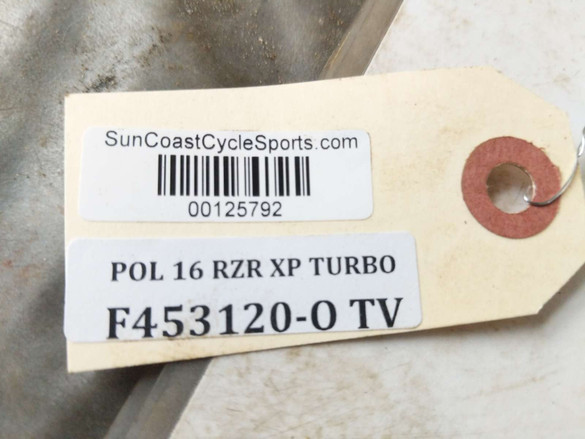 SunCoastCycleSports.com
00125792
POL 16 RZR XP TURBO
F453120-O TV